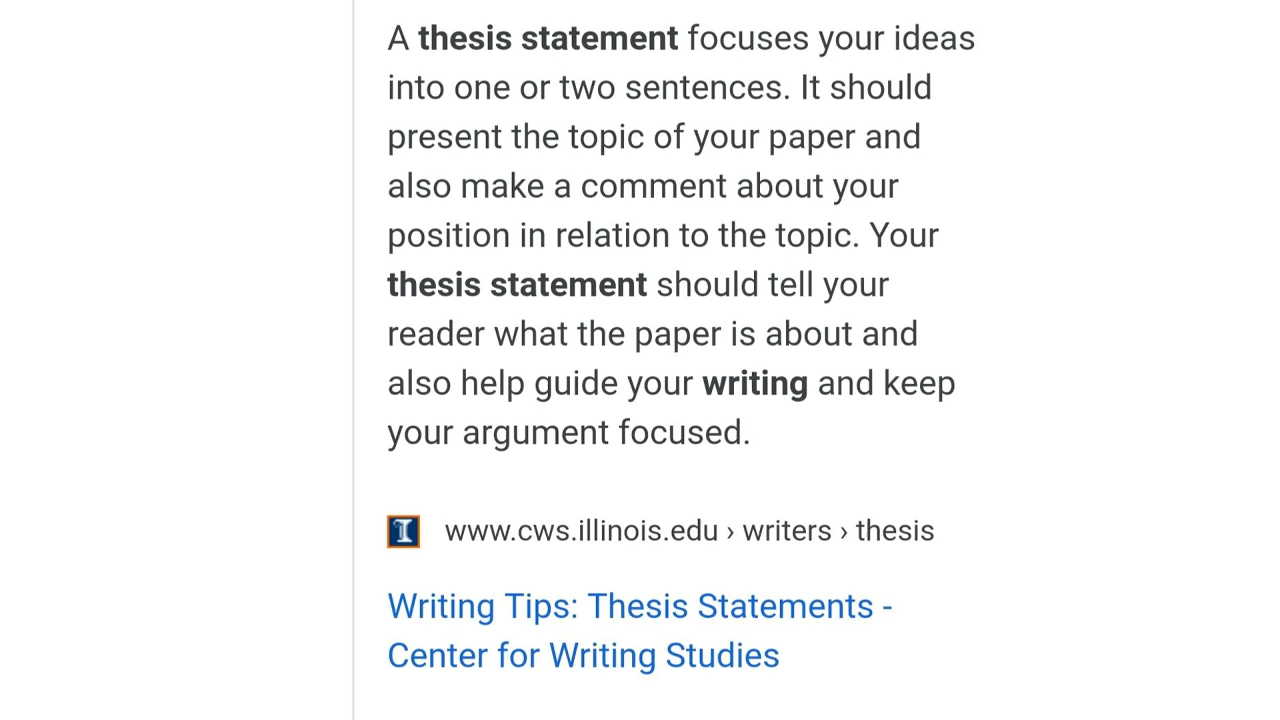 A thesis statement focuses your ideas
into one or two sentences. It should
present the topic of your paper and
also make a comment about your
position in relation to the topic. Your
thesis statement should tell your
reader what the paper is about and
also help guide your writing and keep
your argument focused.
I www.cws.illinois.edu › writers › thesis
Writing Tips: Thesis Statements -
Center for Writing Studies